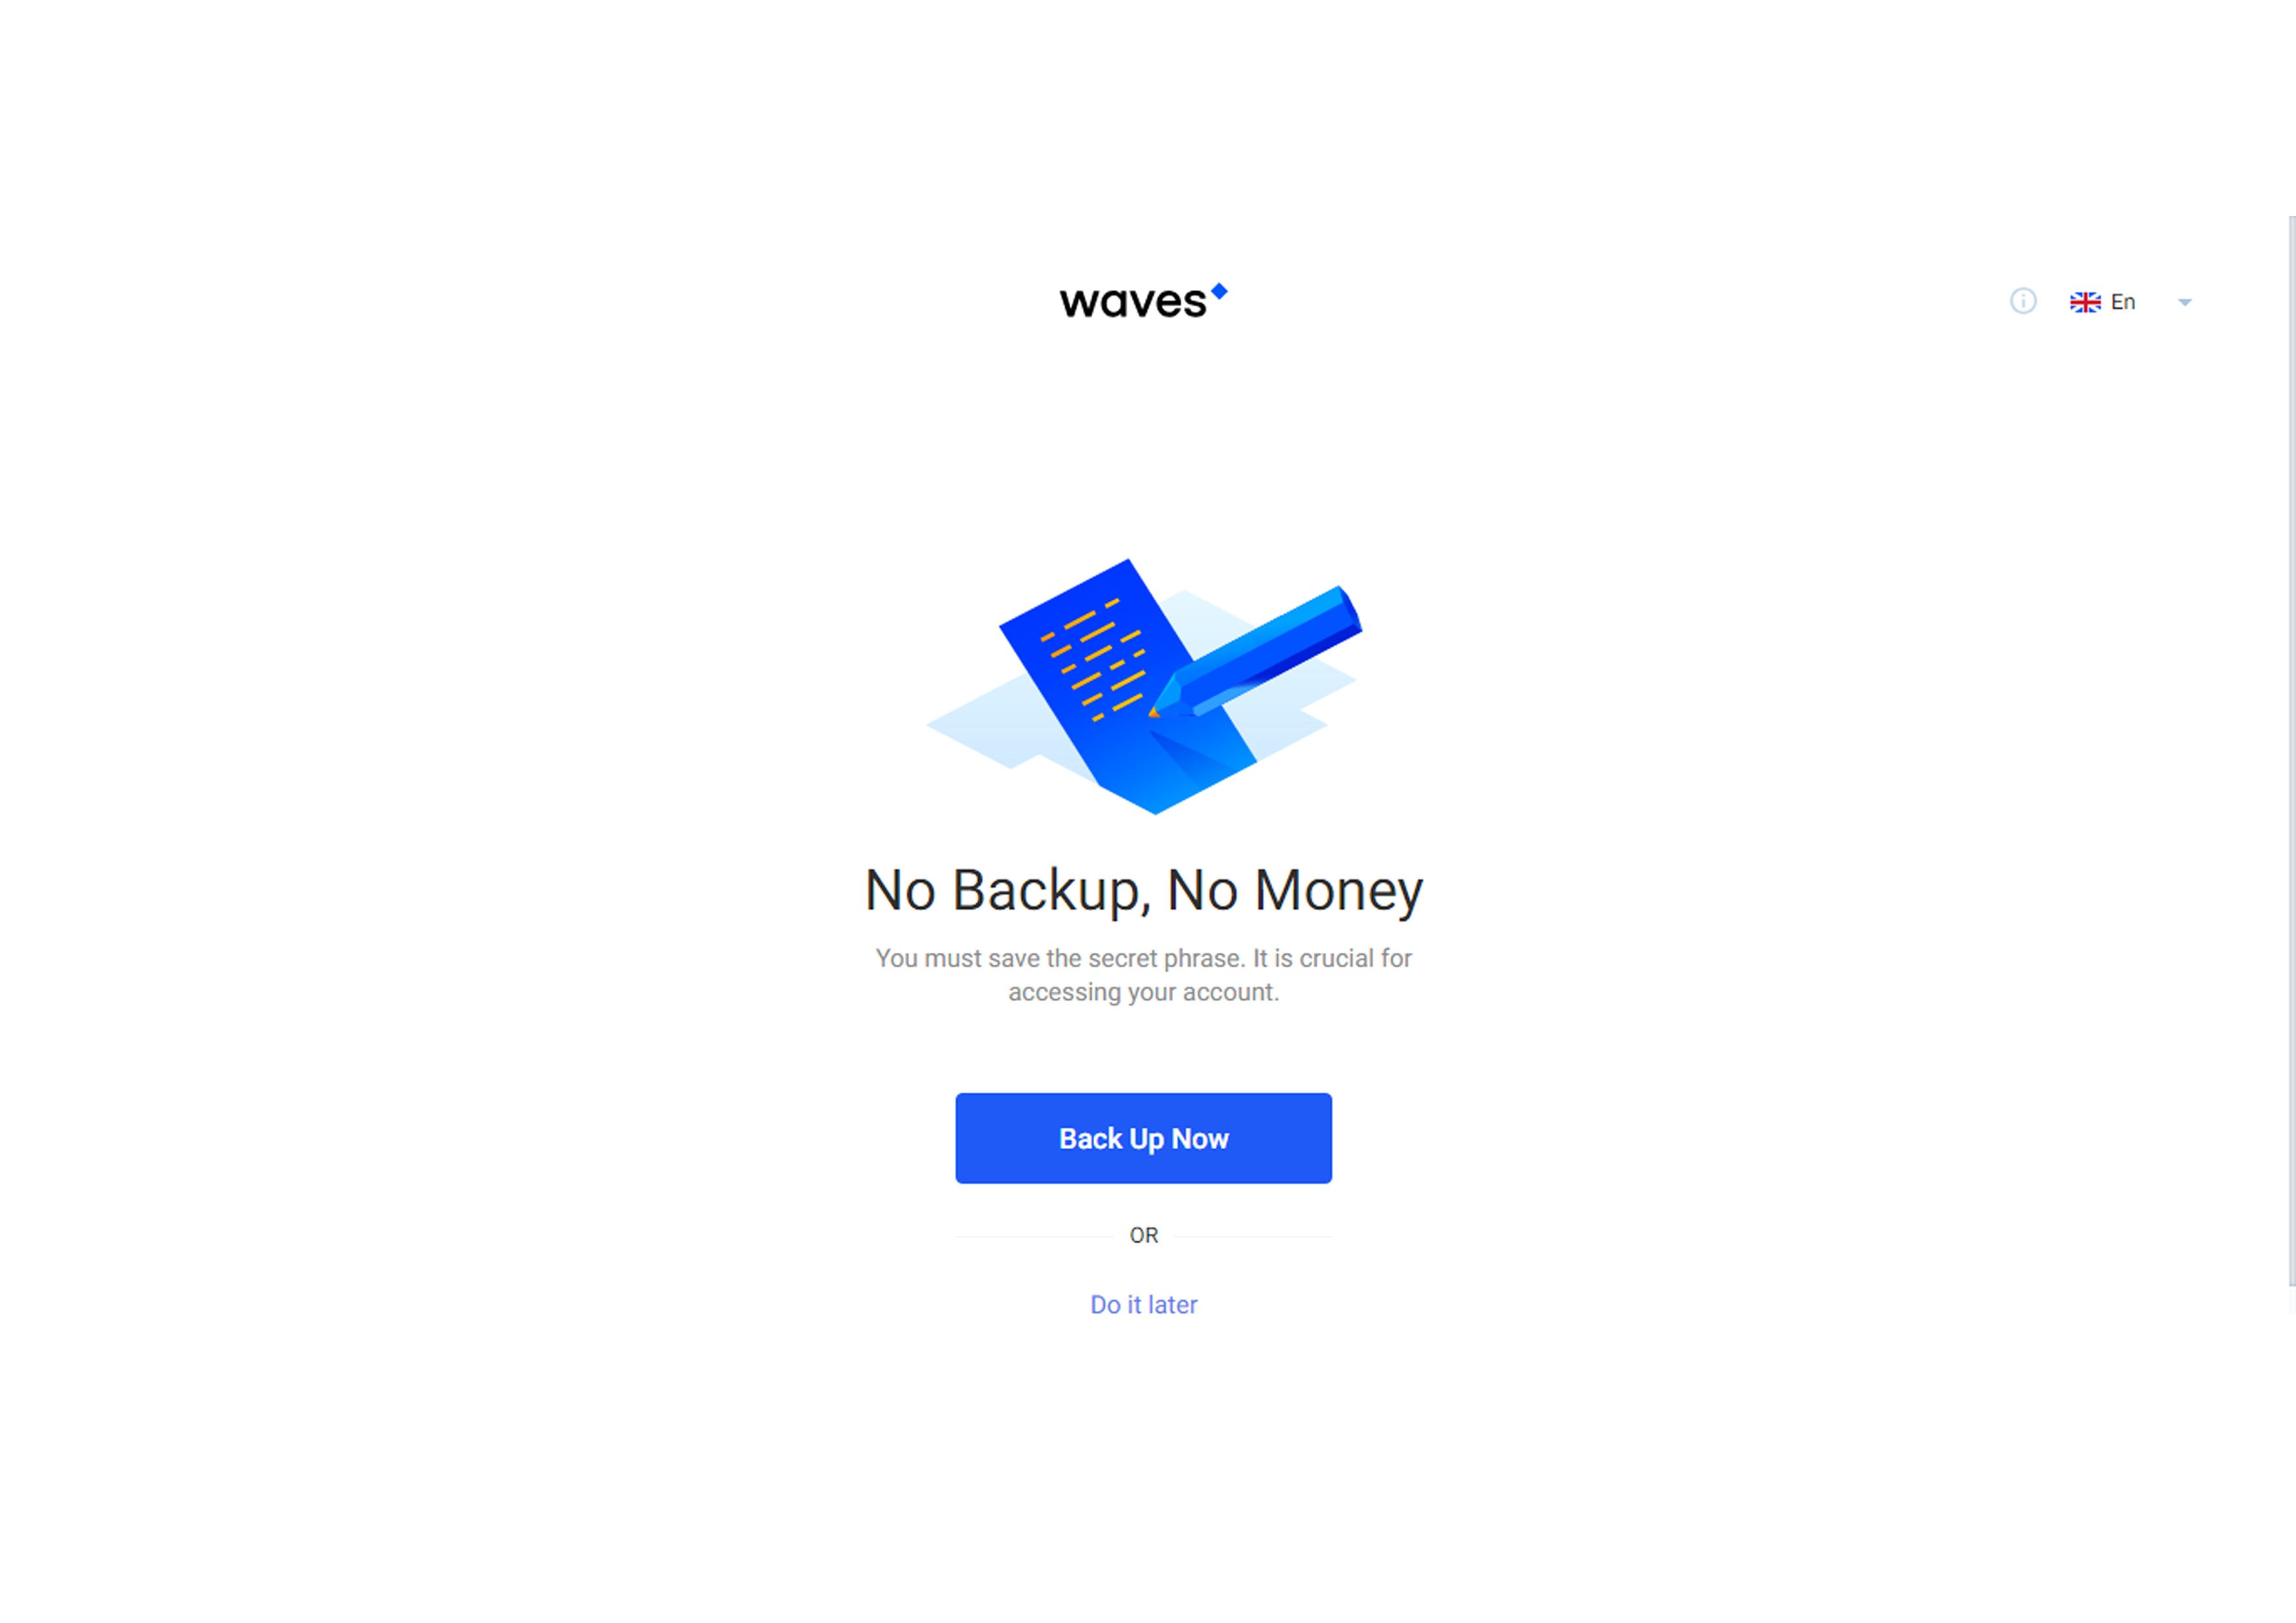 waves
En
No Backup, No Money
You must save the secret phrase. It is crucial for
accessing your account.
Back Up Now
OR
Do it later